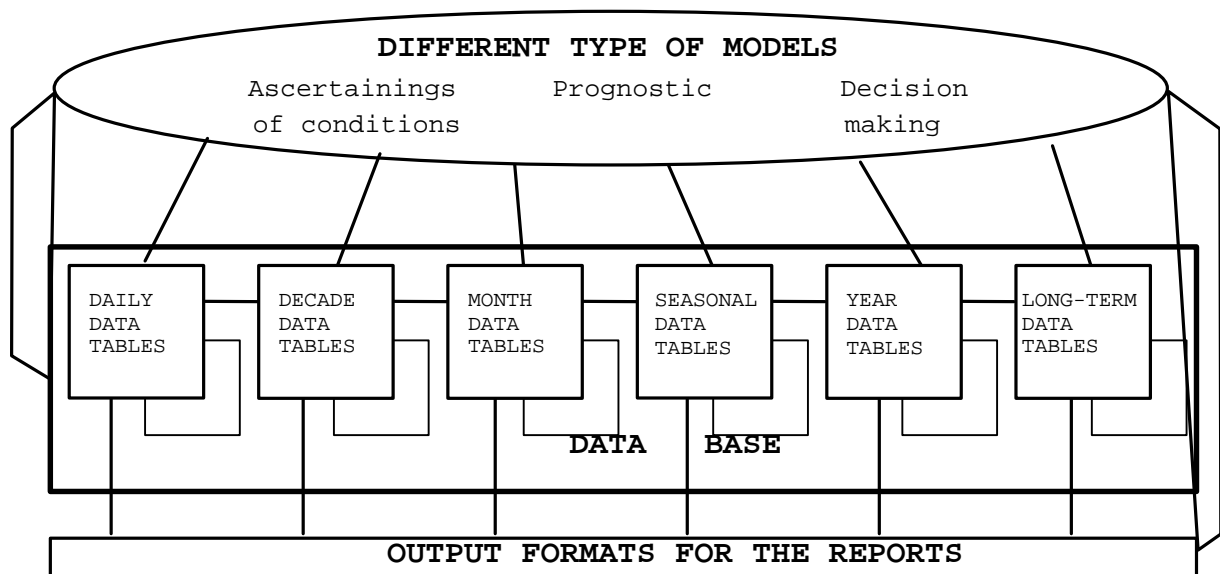 DIFFERENT TYPE OF MODELS
Ascertainings Prognostic Decision
of conditions making
DAILY DECADE MONTH SEASONAL YEAR LONG-TERM
DATA DATA DATA DATA DATA DATA
TABLES TABLES TABLES TABLES TABLES TABLES
DATA BASE
OUTPUT FORMATS FOR THE REPORTS